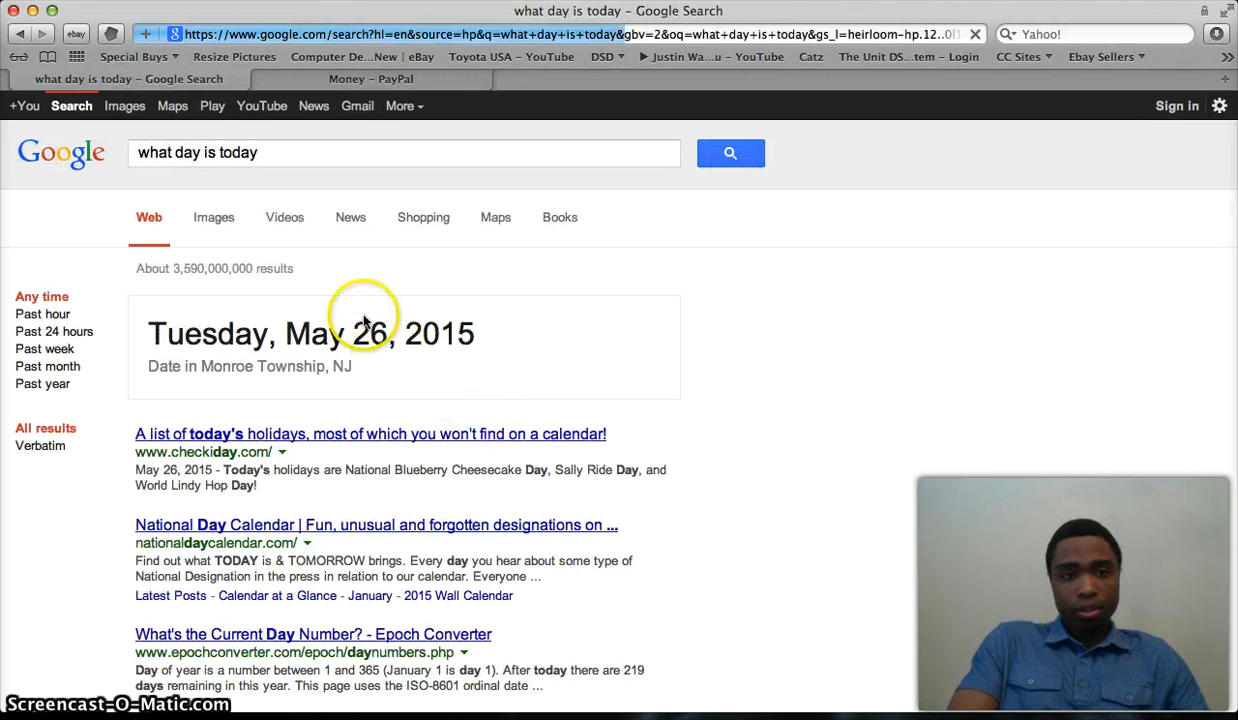 what day is today - Google Search
ebay
https://www.google.com/search?hl=en&source=hp&q=what+day+is+today&gbv=2&oq=what+day+is+today&gs_l=heirloom-hp.12..0l1
Yahoo!
Special Buys
Resize Pictures
Computer De...New | eBay
Toyota USA - YouTube
DSD
Justin Wa...u - YouTube
Catz
The Unit DS...tem - Login
CC Sites
Ebay Sellers
what day is today - Google Search
Money - PayPal
+You
Search
Images
Maps
Play
YouTube
News
Gmail
More
Sign in
Google
what day is today
Web
Images
Videos
News
Shopping
Maps
Books
About 3,590,000,000 results
Any time
Past hour
Past 24 hours
Past week
Past month
Past year
All results
Verbatim
Tuesday, May 26, 2015
Date in Monroe Township, NJ
A list of today's holidays, most of which you won't find on a calendar!
www.checkiday.com/
May 26, 2015 - Today's holidays are National Blueberry Cheesecake Day, Sally Ride Day, and
World Lindy Hop Day!
National Day Calendar | Fun, unusual and forgotten designations on ...
nationaldaycalendar.com/
Find out what TODAY is & TOMORROW brings. Every day you hear about some type of
National Designation in the press in relation to our calendar. Everyone ...
Latest Posts - Calendar at a Glance - January - 2015 Wall Calendar
What's the Current Day Number? - Epoch Converter
www.epochconverter.com/epoch/daynumbers.php
Day of year is a number between 1 and 365 (January 1 is day 1). After today there are 219
days remaining in this year. This page uses the ISO-8601 ordinal date ...
Screencast-O-Matic.com